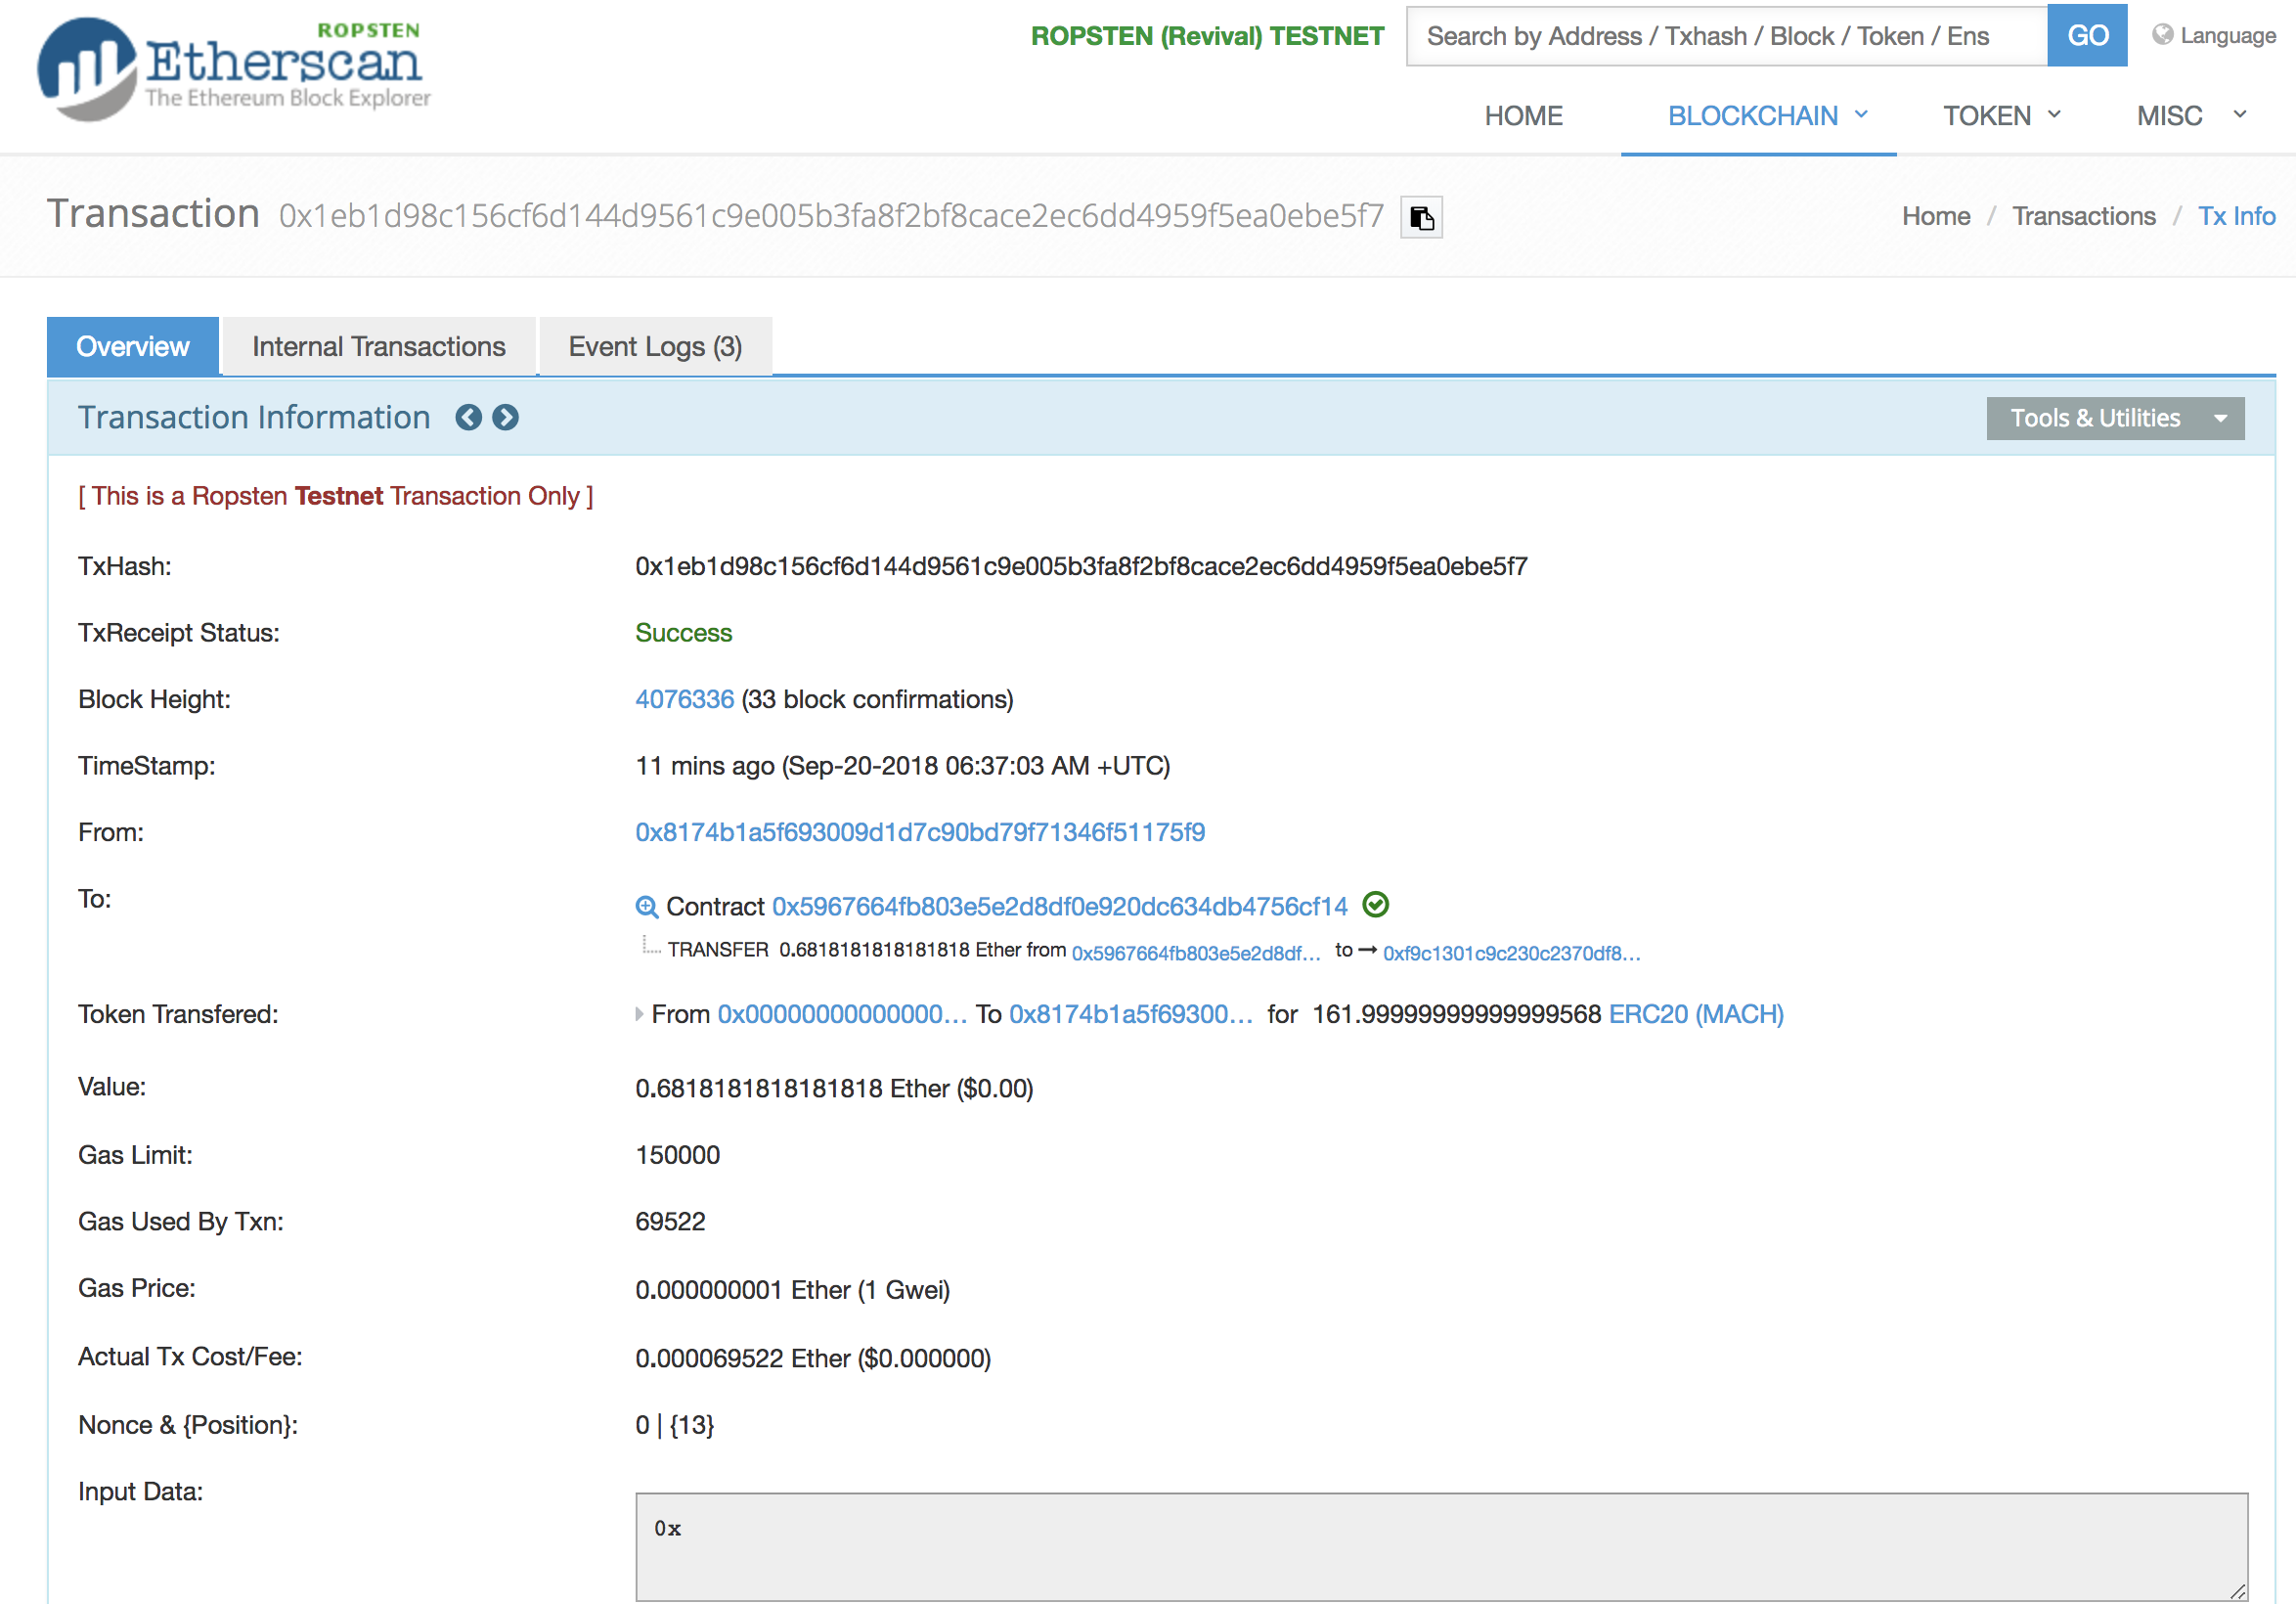 ROPSTEN
Etherscan
The Ethereum Block Explorer
ROPSTEN (Revival) TESTNET
Search by Address / Txhash / Block / Token / Ens
GO
Language
HOME
BLOCKCHAIN
TOKEN
MISC
Transaction 0x1eb1d98c156cf6d144d9561c9e005b3fa8f2bf8cace2ec6dd4959f5ea0ebe5f7
Home / Transactions / Tx Info
Overview
Internal Transactions
Event Logs (3)
Transaction Information
Tools & Utilities
[ This is a Ropsten Testnet Transaction Only ]
TxHash: 0x1eb1d98c156cf6d144d9561c9e005b3fa8f2bf8cace2ec6dd4959f5ea0ebe5f7
TxReceipt Status: Success
Block Height: 4076336 (33 block confirmations)
TimeStamp: 11 mins ago (Sep-20-2018 06:37:03 AM +UTC)
From: 0x8174b1a5f693009d1d7c90bd79f71346f51175f9
To: Contract 0x5967664fb803e5e2d8df0e920dc634db4756cf14
TRANSFER 0.6818181818181818 Ether from 0x5967664fb803e5e2d8df... to → 0xf9c1301c9c230c2370df8...
Token Transfered: From 0x00000000000000... To 0x8174b1a5f69300... for 161.99999999999999568 ERC20 (MACH)
Value: 0.6818181818181818 Ether ($0.00)
Gas Limit: 150000
Gas Used By Txn: 69522
Gas Price: 0.000000001 Ether (1 Gwei)
Actual Tx Cost/Fee: 0.000069522 Ether ($0.000000)
Nonce & {Position}: 0 | {13}
Input Data:
0x